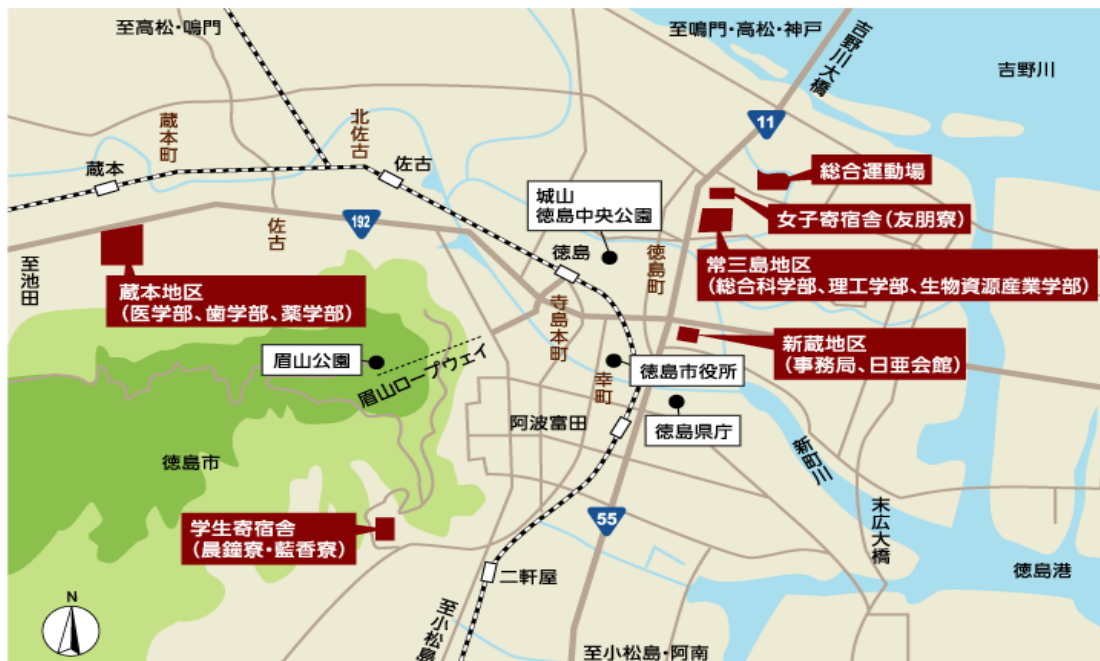 至高松・鳴門
至鳴門・高松・神戸
吉野川大橋
吉野川
11
蔵本町
北佐古
蔵本
佐古
総合運動場
城山
徳島中央公園
女子寄宿舎(友朋寮)
192
佐古
徳島
徳島町
常三島地区
(総合科学部、理工学部、生物資源産業学部)
至池田
蔵本地区
(医学部、歯学部、薬学部)
寺島本町
新蔵地区
(事務局、日亜会館)
眉山公園
眉山ロープウェイ
徳島市役所
幸町
阿波富田
徳島県庁
新町川
徳島市
末広大橋
学生寄宿舎
(晨鐘寮・藍香寮)
55
二軒屋
徳島港
N
至小松島
至小松島・阿南